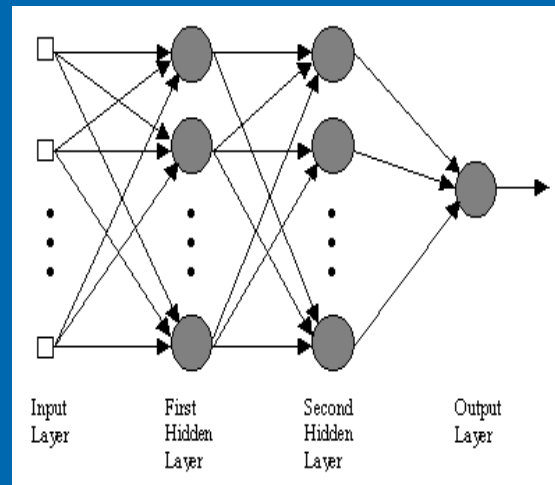 Input
Layer
First
Hidden
Layer
Second
Hidden
Layer
Output
Layer